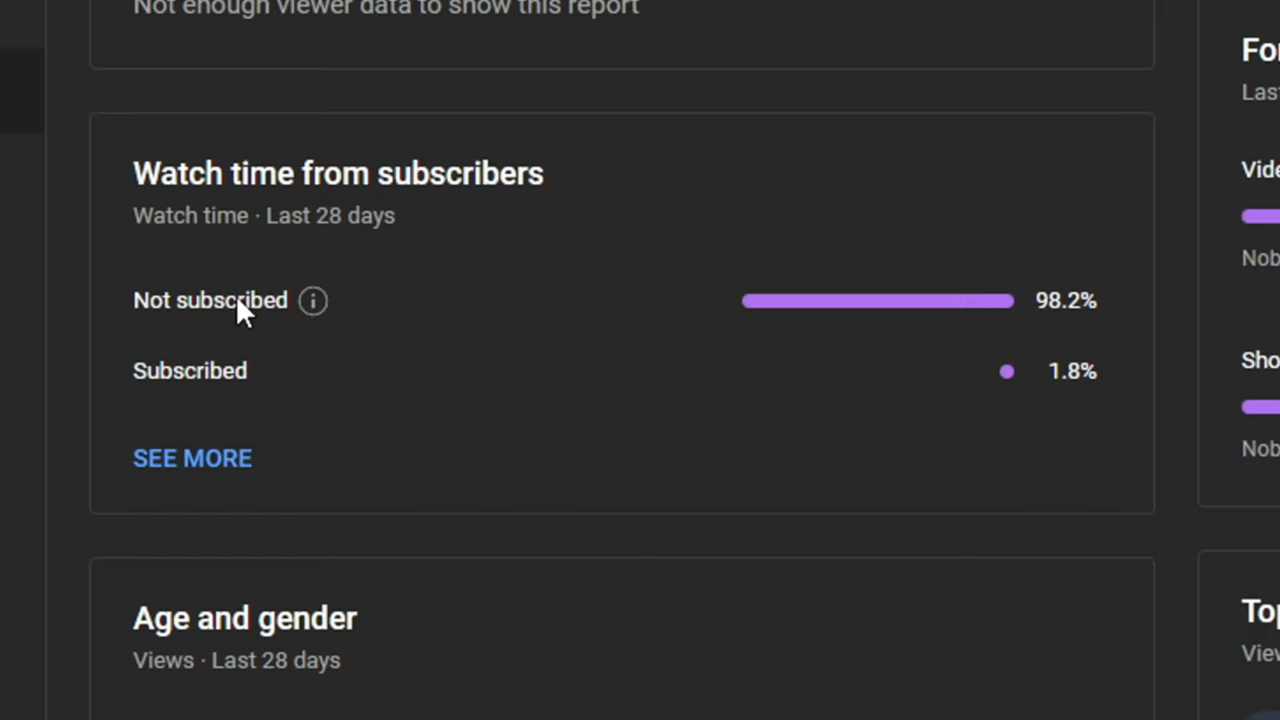 Not enough viewer data to show this report
Watch time from subscribers
Watch time · Last 28 days
Not subscribed
98.2%
Subscribed
1.8%
SEE MORE
Age and gender
Views · Last 28 days